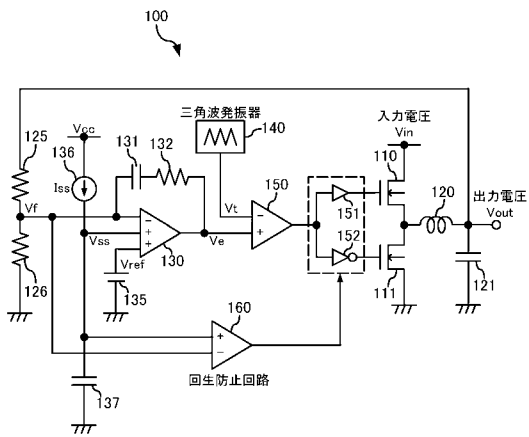 100
三角波発振器
入力電圧
Vin
Vcc
125
136
131
132
140
110
Iss
150
120
出力電圧
Vout
Vf
Vt
151
－
－
＋
Vss
＋
＋
Ve
152
Vref
130
126
135
111
121
160
＋
－
回生防止回路
137